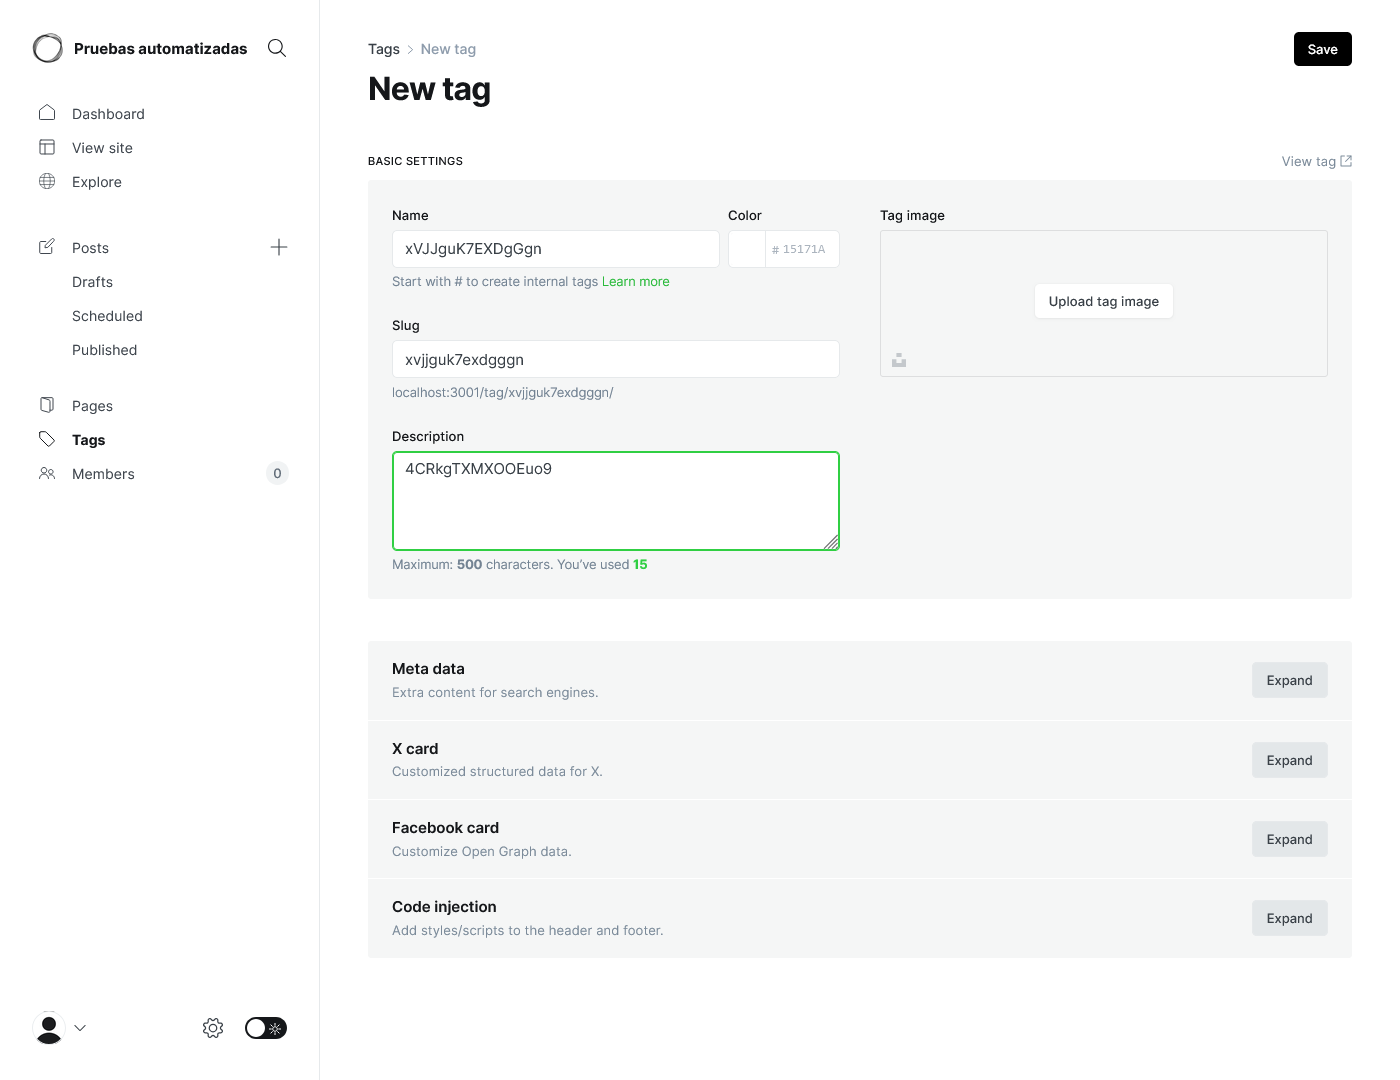 Pruebas automatizadas
Dashboard
View site
Explore
Posts
Drafts
Scheduled
Published
Pages
Tags
Members
0
Tags > New tag
Save
New tag
BASIC SETTINGS
View tag
Name
xVJJguK7EXDgGgn
Start with # to create internal tags Learn more
Color
# 15171A
Slug
xvjjguk7exdgggn
localhost:3001/tag/xvjjguk7exdgggn/
Description
4CRkgTXMXOOEuo9
Maximum: 500 characters. You’ve used 15
Tag image
Upload tag image
Meta data
Extra content for search engines.
Expand
X card
Customized structured data for X.
Expand
Facebook card
Customize Open Graph data.
Expand
Code injection
Add styles/scripts to the header and footer.
Expand